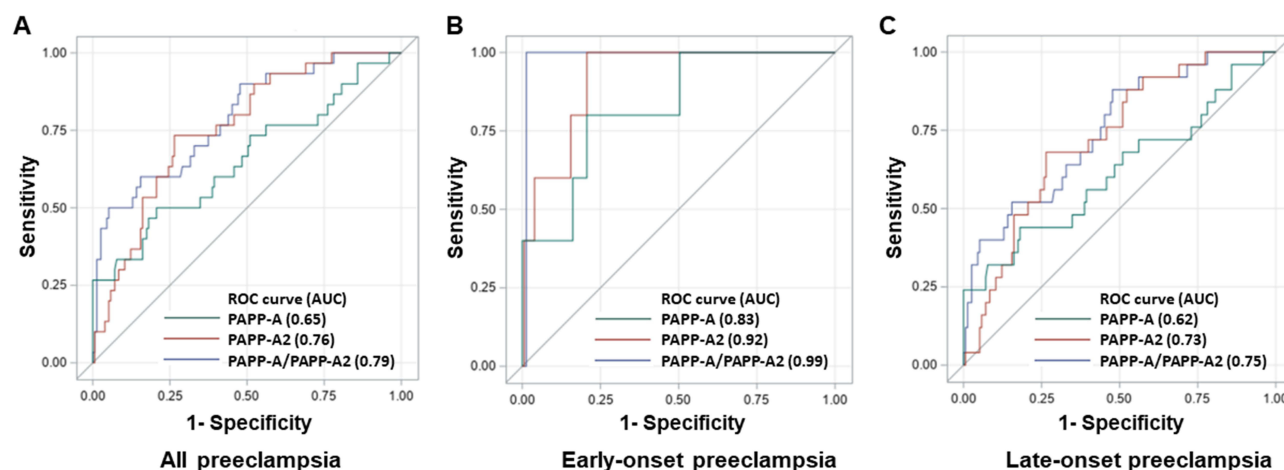 A
1.00
0.75
0.50
0.25
0.00
Sensitivity
ROC curve (AUC)
PAPP-A (0.65)
PAPP-A2 (0.76)
PAPP-A/PAPP-A2 (0.79)
0.00 0.25 0.50 0.75 1.00
1- Specificity
All preeclampsia
B
1.00
0.75
0.50
0.25
0.00
Sensitivity
ROC curve (AUC)
PAPP-A (0.83)
PAPP-A2 (0.92)
PAPP-A/PAPP-A2 (0.99)
0.00 0.25 0.50 0.75 1.00
1- Specificity
Early-onset preeclampsia
C
1.00
0.75
0.50
0.25
0.00
Sensitivity
ROC curve (AUC)
PAPP-A (0.62)
PAPP-A2 (0.73)
PAPP-A/PAPP-A2 (0.75)
0.00 0.25 0.50 0.75 1.00
1- Specificity
Late-onset preeclampsia